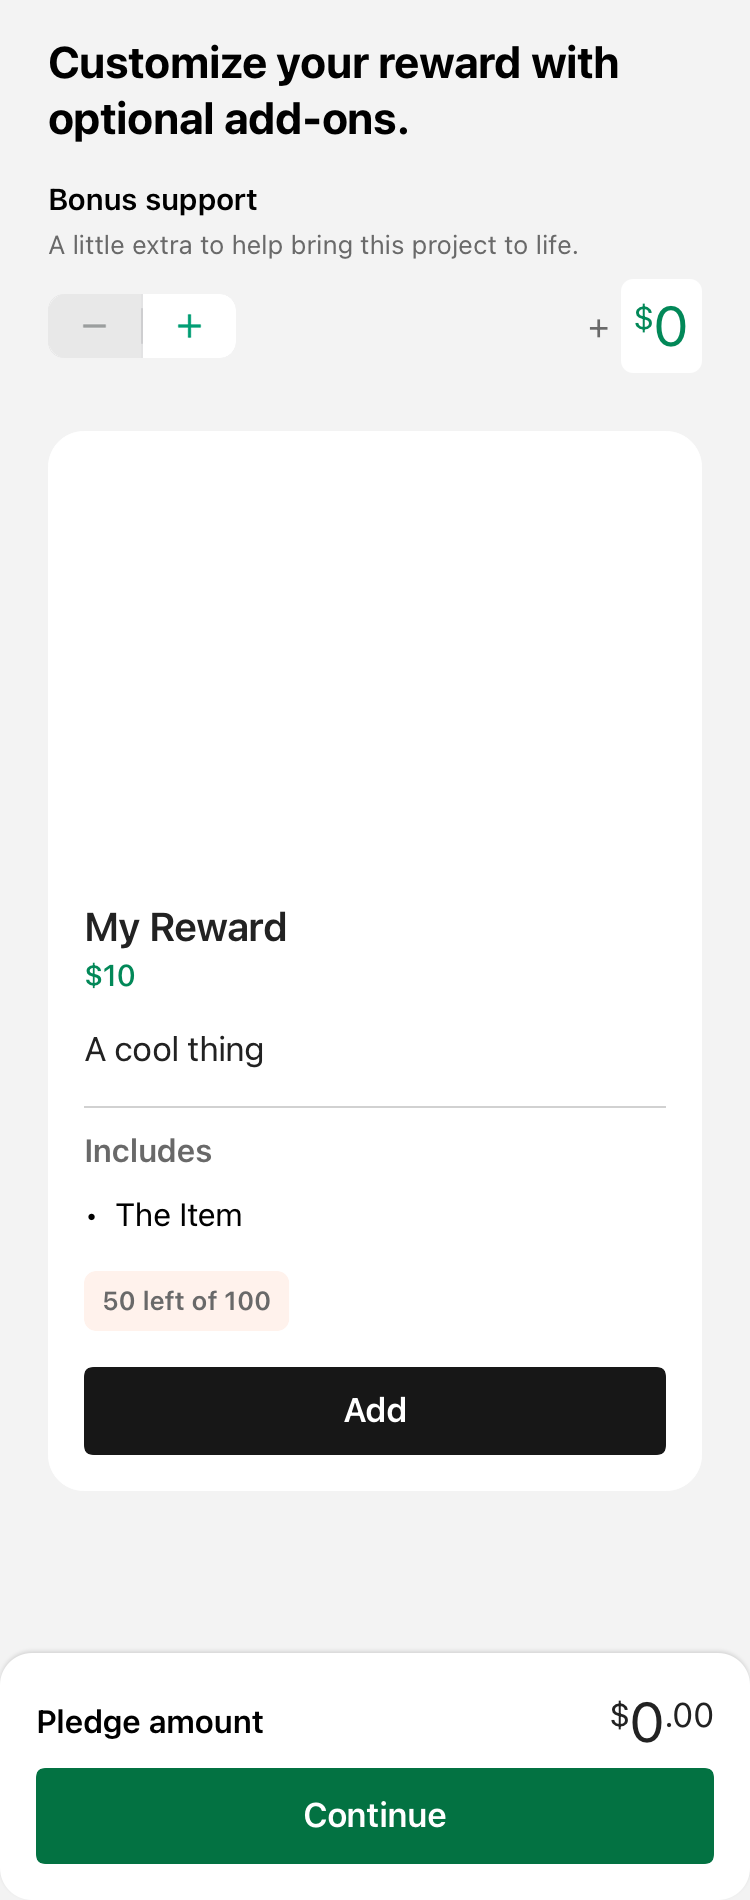 Customize your reward with
optional add-ons.
Bonus support
A little extra to help bring this project to life.
− +
+ $0
My Reward
$10
A cool thing
Includes
• The Item
50 left of 100
Add
Pledge amount $0.00
Continue